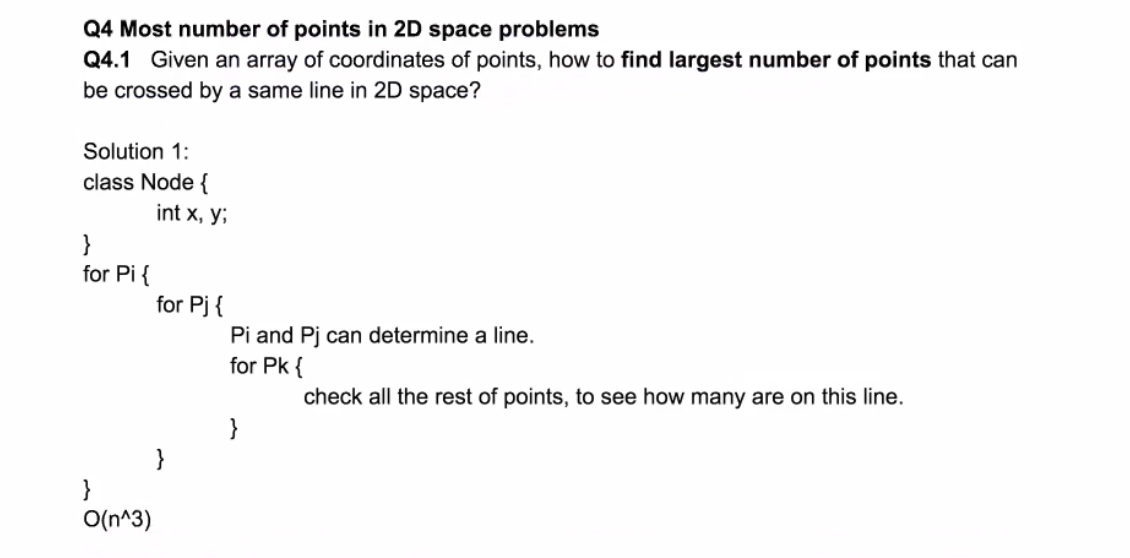 Q4 Most number of points in 2D space problems
Q4.1 Given an array of coordinates of points, how to find largest number of points that can
be crossed by a same line in 2D space?
Solution 1:
class Node {
int x, y;
}
for Pi {
for Pj {
Pi and Pj can determine a line.
for Pk {
check all the rest of points, to see how many are on this line.
}
}
}
O(n^3)